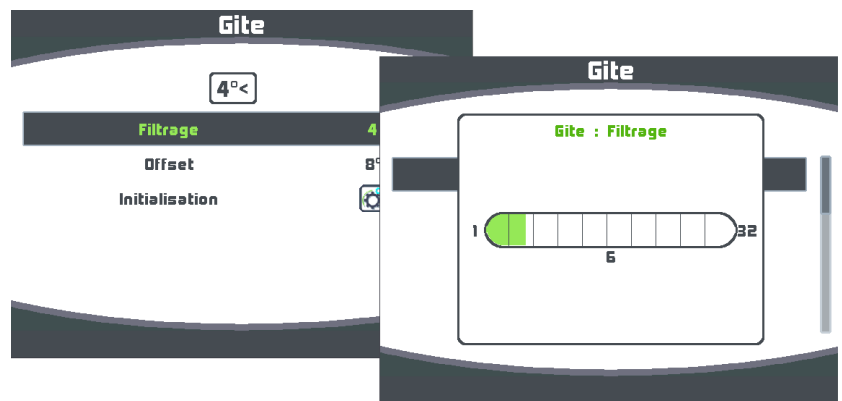 Gite
4°<
Filtrage 4
Offset 8°
Initialisation
Gite
Gite : Filtrage
1 32
6